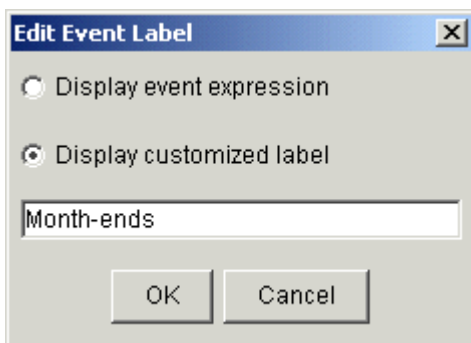 Edit Event Label
Display event expression
Display customized label
Month-ends
OK Cancel